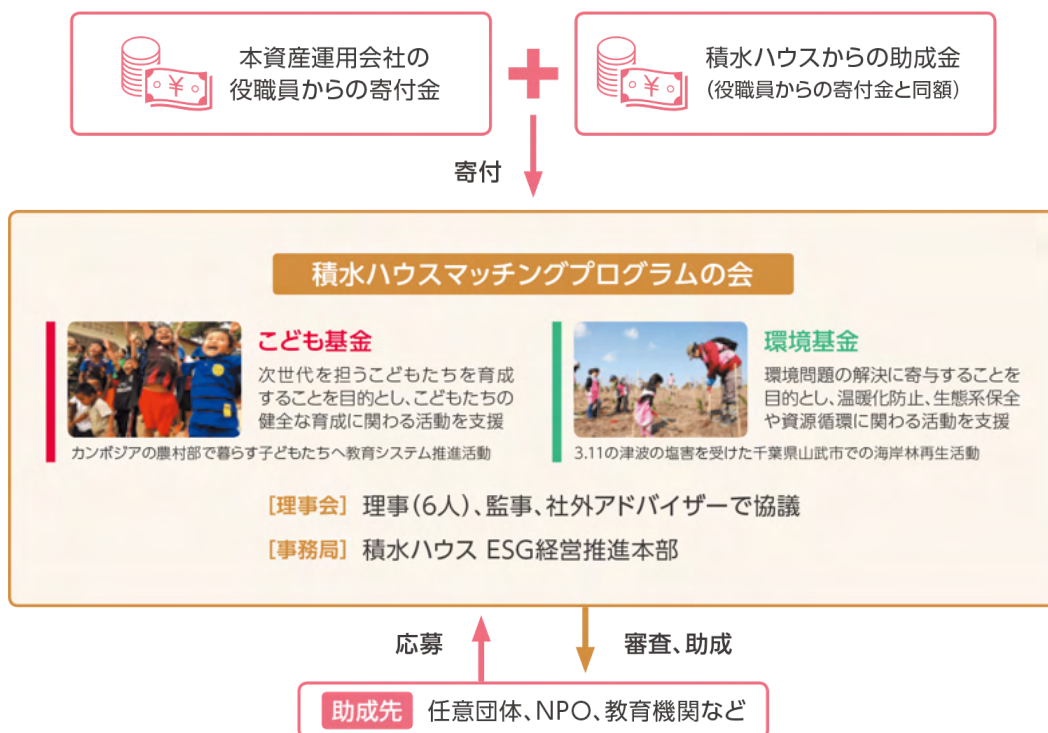 本資産運用会社の
役職員からの寄付金
積水ハウスからの助成金
(役職員からの寄付金と同額)
寄付
積水ハウスマッチングプログラムの会
こども基金
次世代を担うこどもたちを育成
することを目的とし、こどもたちの
健全な育成に関わる活動を支援
カンボジアの農村部で暮らす子どもたちへ教育システム推進活動
環境基金
環境問題の解決に寄与することを
目的とし、温暖化防止、生態系保全
や資源循環に関わる活動を支援
3.11の津波の塩害を受けた千葉県山武市での海岸林再生活動
[理事会] 理事(6人)、監事、社外アドバイザーで協議
[事務局] 積水ハウス ESG経営推進本部
応募
審査、助成
助成先 任意団体、NPO、教育機関など